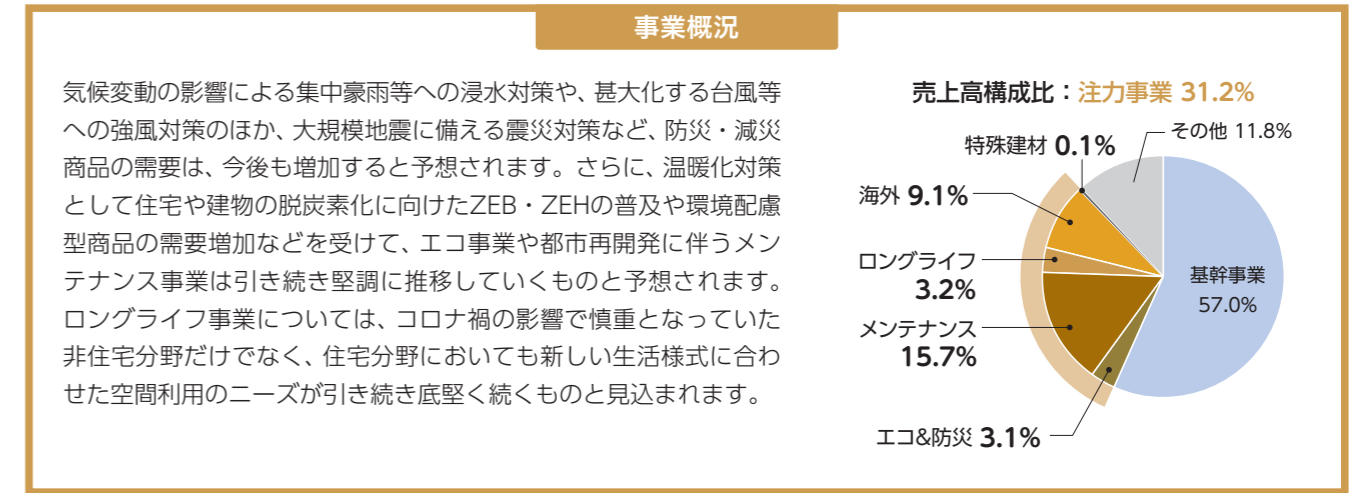 事業概況
気候変動の影響による集中豪雨等への浸水対策や、甚大化する台風等
への強風対策のほか、大規模地震に備える震災対策など、防災・減災
商品の需要は、今後も増加すると予想されます。さらに、温暖化対策
として住宅や建物の脱炭素化に向けたZEB・ZEHの普及や環境配慮
型商品の需要増加などを受けて、エコ事業や都市再開発に伴うメン
テナンス事業は引き続き堅調に推移していくものと予想されます。
ロングライフ事業については、コロナ禍の影響で慎重となっていた
非住宅分野だけでなく、住宅分野においても新しい生活様式に合わ
せた空間利用のニーズが引き続き底堅く続くものと見込まれます。
売上高構成比：注力事業 31.2%
その他 11.8%
特殊建材 0.1%
海外 9.1%
ロングライフ
3.2%
メンテナンス
15.7%
エコ&防災 3.1%
基幹事業
57.0%